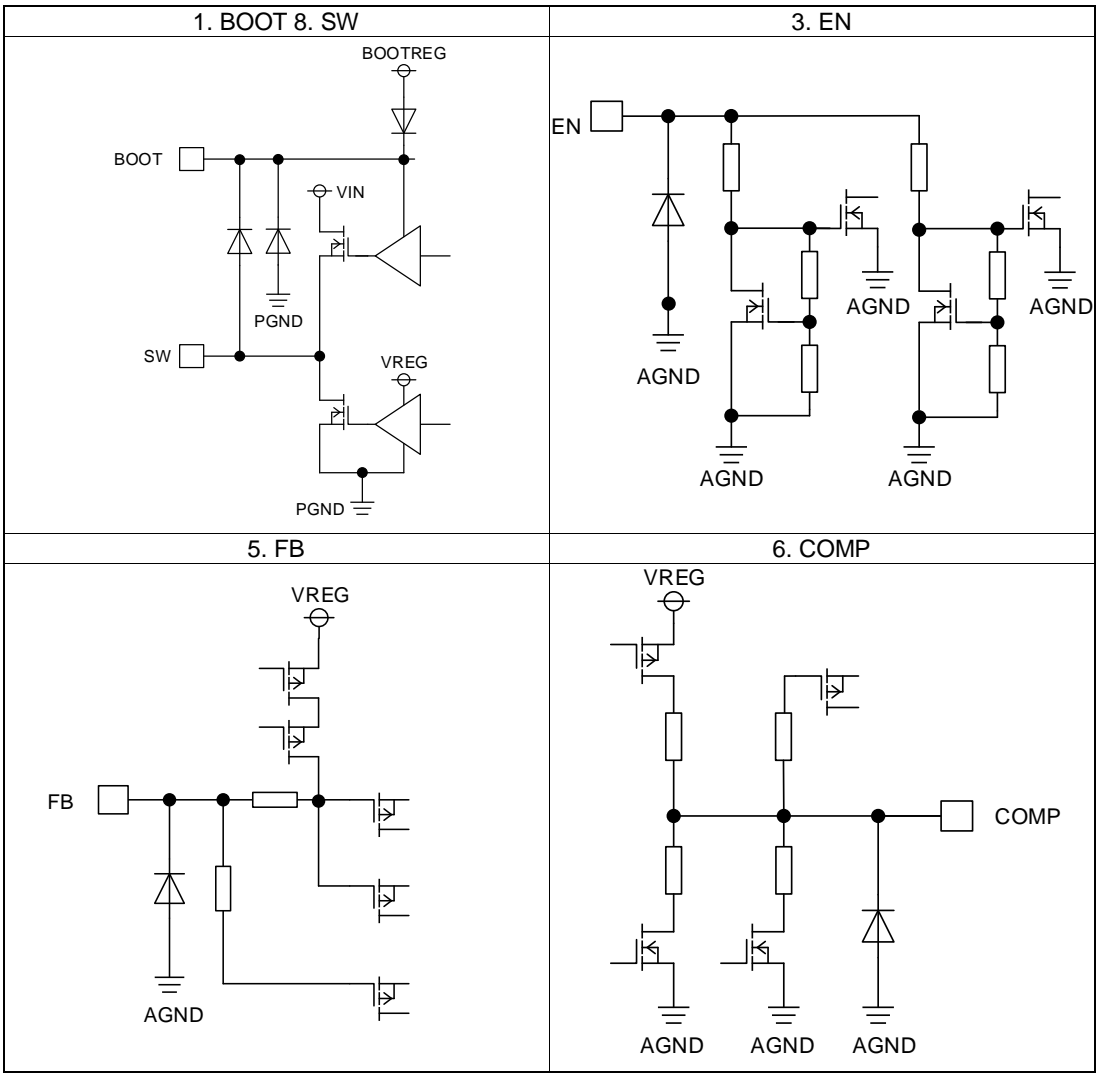 1. BOOT 8. SW
3. EN
BOOTREG
BOOT
VIN
PGND
SW
VREG
PGND
EN
AGND
AGND
AGND
AGND
AGND
5. FB
6. COMP
VREG
FB
AGND
VREG
COMP
AGND
AGND
AGND